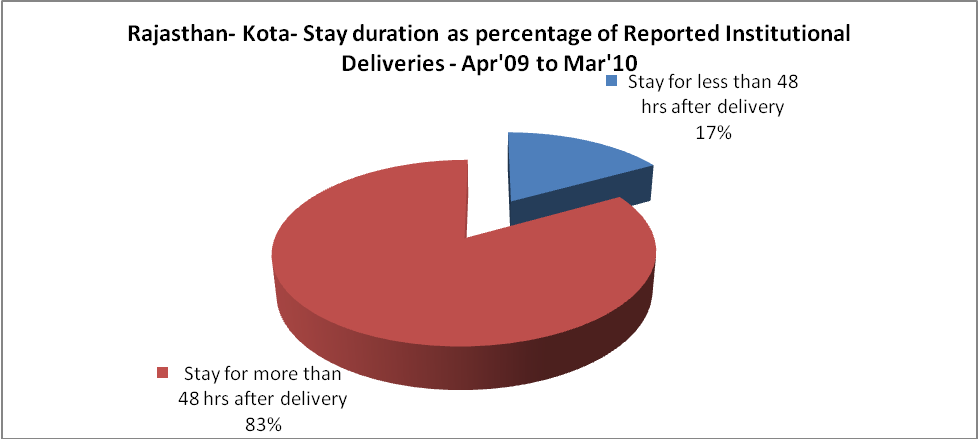 Rajasthan- Kota- Stay duration as percentage of Reported Institutional
Deliveries - Apr'09 to Mar'10
Stay for less than 48
hrs after delivery
17%
Stay for more than
48 hrs after delivery
83%